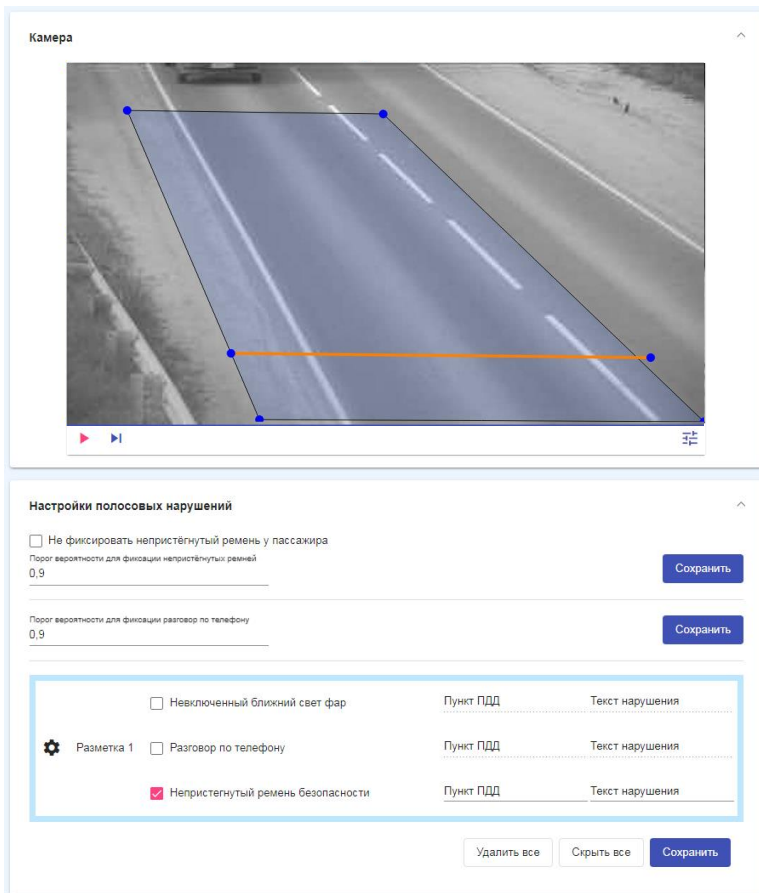 Камера
Настройки полосовых нарушений
Не фиксировать непристёгнутый ремень у пассажира
Порог вероятности для фиксации непристёгнутых ремней
0,9
Сохранить
Порог вероятности для фиксации разговор по телефону
0,9
Сохранить
Невключенный ближний свет фар Пункт ПДД Текст нарушения
Разметка 1 Разговор по телефону Пункт ПДД Текст нарушения
Непристегнутый ремень безопасности Пункт ПДД Текст нарушения
Удалить все Скрыть все Сохранить